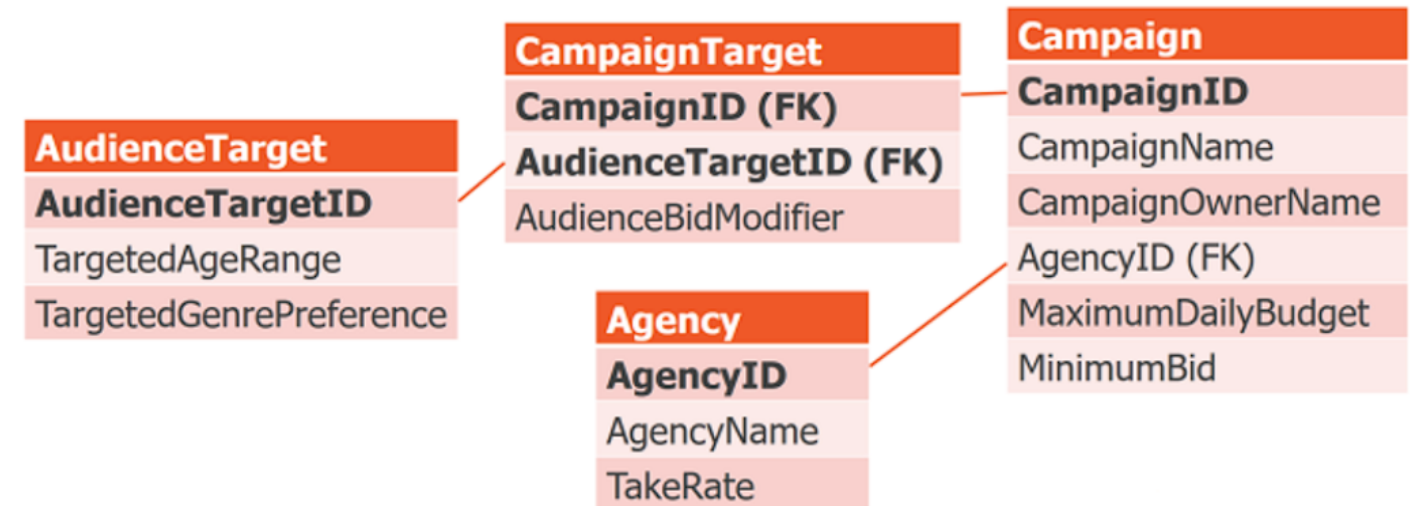 AudienceTarget
AudienceTargetID
TargetedAgeRange
TargetedGenrePreference
CampaignTarget
CampaignID (FK)
AudienceTargetID (FK)
AudienceBidModifier
Agency
AgencyID
AgencyName
TakeRate
Campaign
CampaignID
CampaignName
CampaignOwnerName
AgencyID (FK)
MaximumDailyBudget
MinimumBid